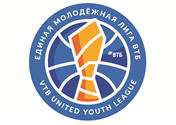 ЕДИНАЯ МОЛОДЁЖНАЯ ЛИГА ВТБ
ВТБ
VTB UNITED YOUTH LEAGUE